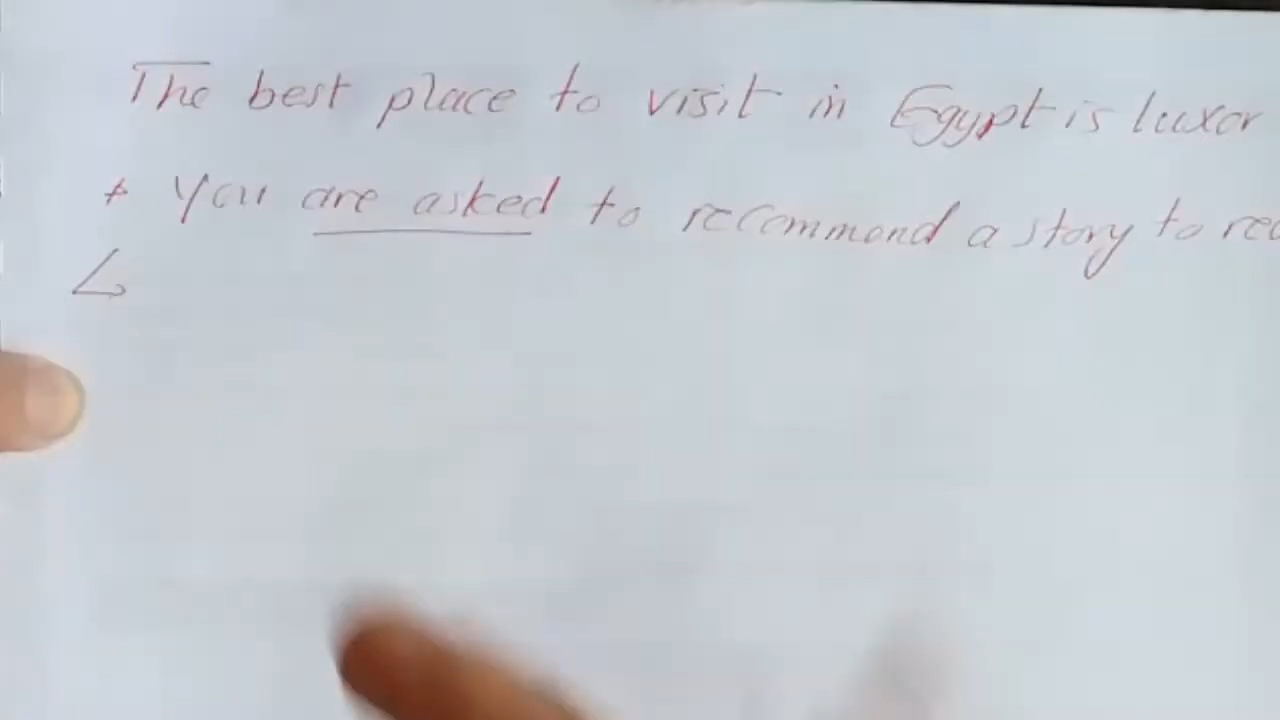 The best place to visit in Egypt is luxor
+ You are asked to recommend a story to